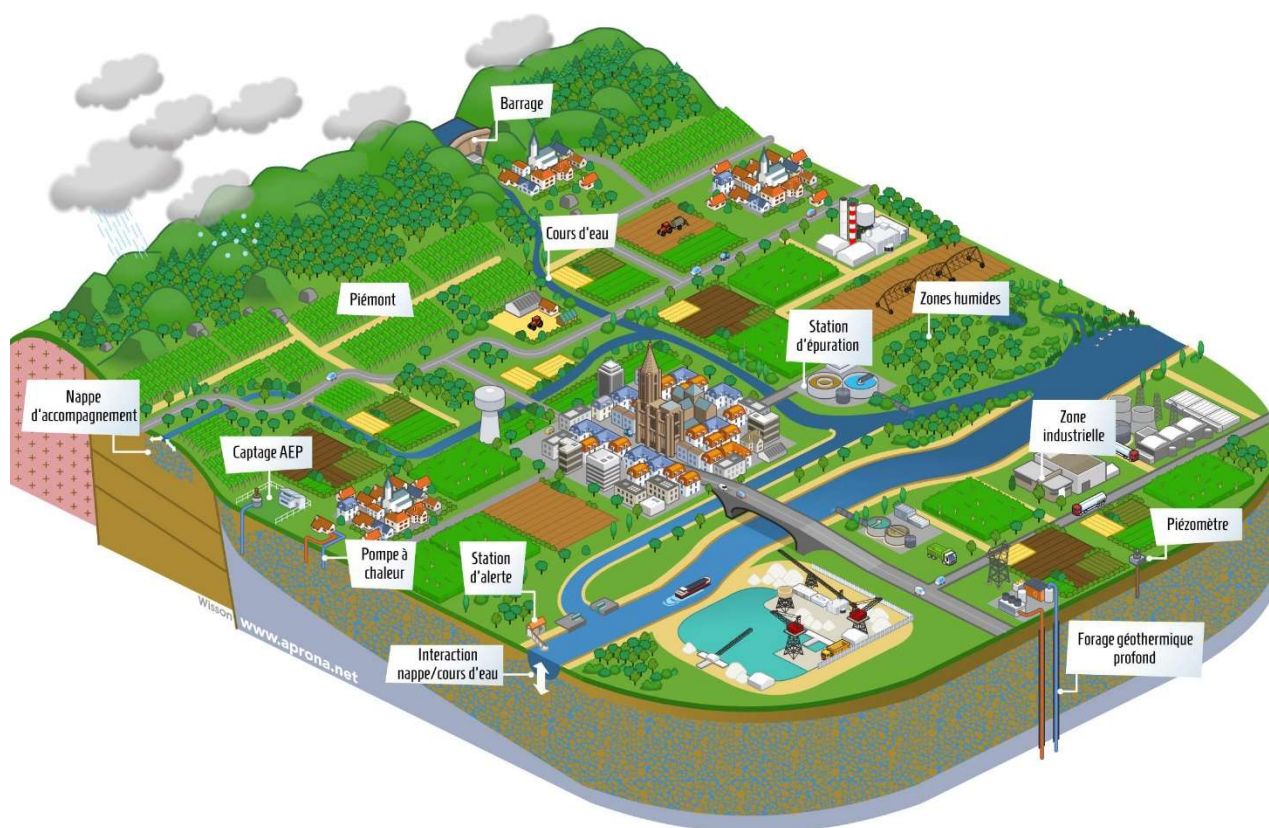 Barrage
Cours d'eau
Piémont
Zones humides
Station
d'épuration
Nappe
d'accompagnement
Zone
industrielle
Captage AEP
Piézomètre
Pompe à
chaleur
Station
d'alerte
Wisson
www.aprona.net
Interaction
nappe/cours d'eau
Forage géothermique
profond